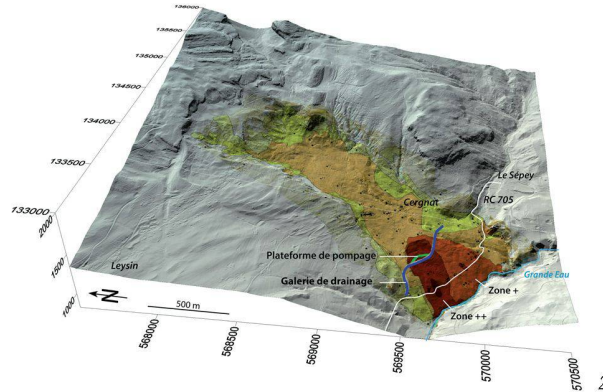 135500
135000
134500
134000
133500
133000
2000
1500
1000
Le Sépey
RC 705
Cergnat
Plateforme de pompage
Grande Eau
Leysin
Galerie de drainage
Zone +
Zone ++
N
500 m
568000
568500
569000
569500
570000
570500
2